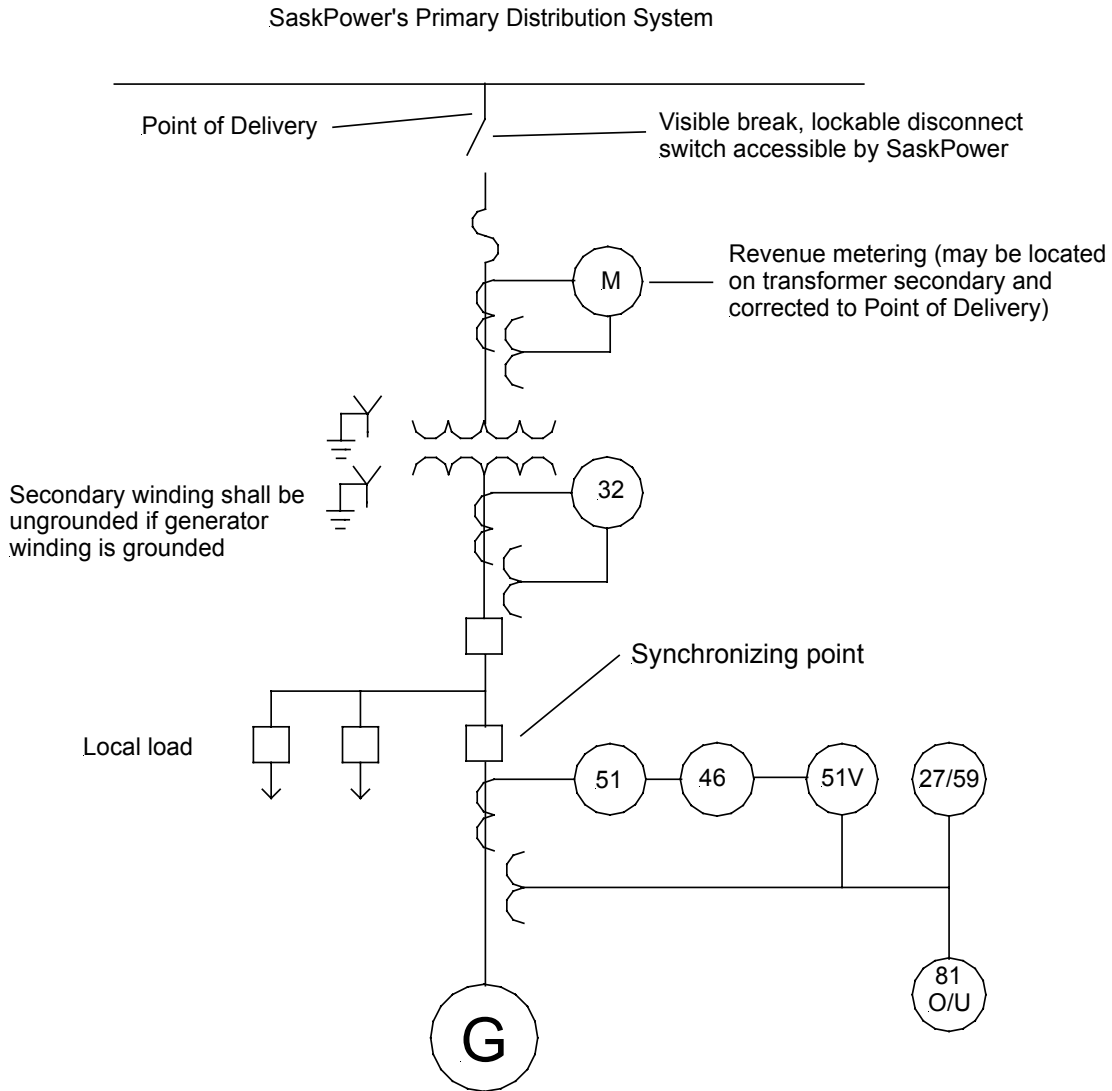 SaskPower's Primary Distribution System
Point of Delivery
Visible break, lockable disconnect
switch accessible by SaskPower
M
Revenue metering (may be located
on transformer secondary and
corrected to Point of Delivery)
32
Secondary winding shall be
ungrounded if generator
winding is grounded
Synchronizing point
Local load
51
46
51V
27/59
81
O/U
G